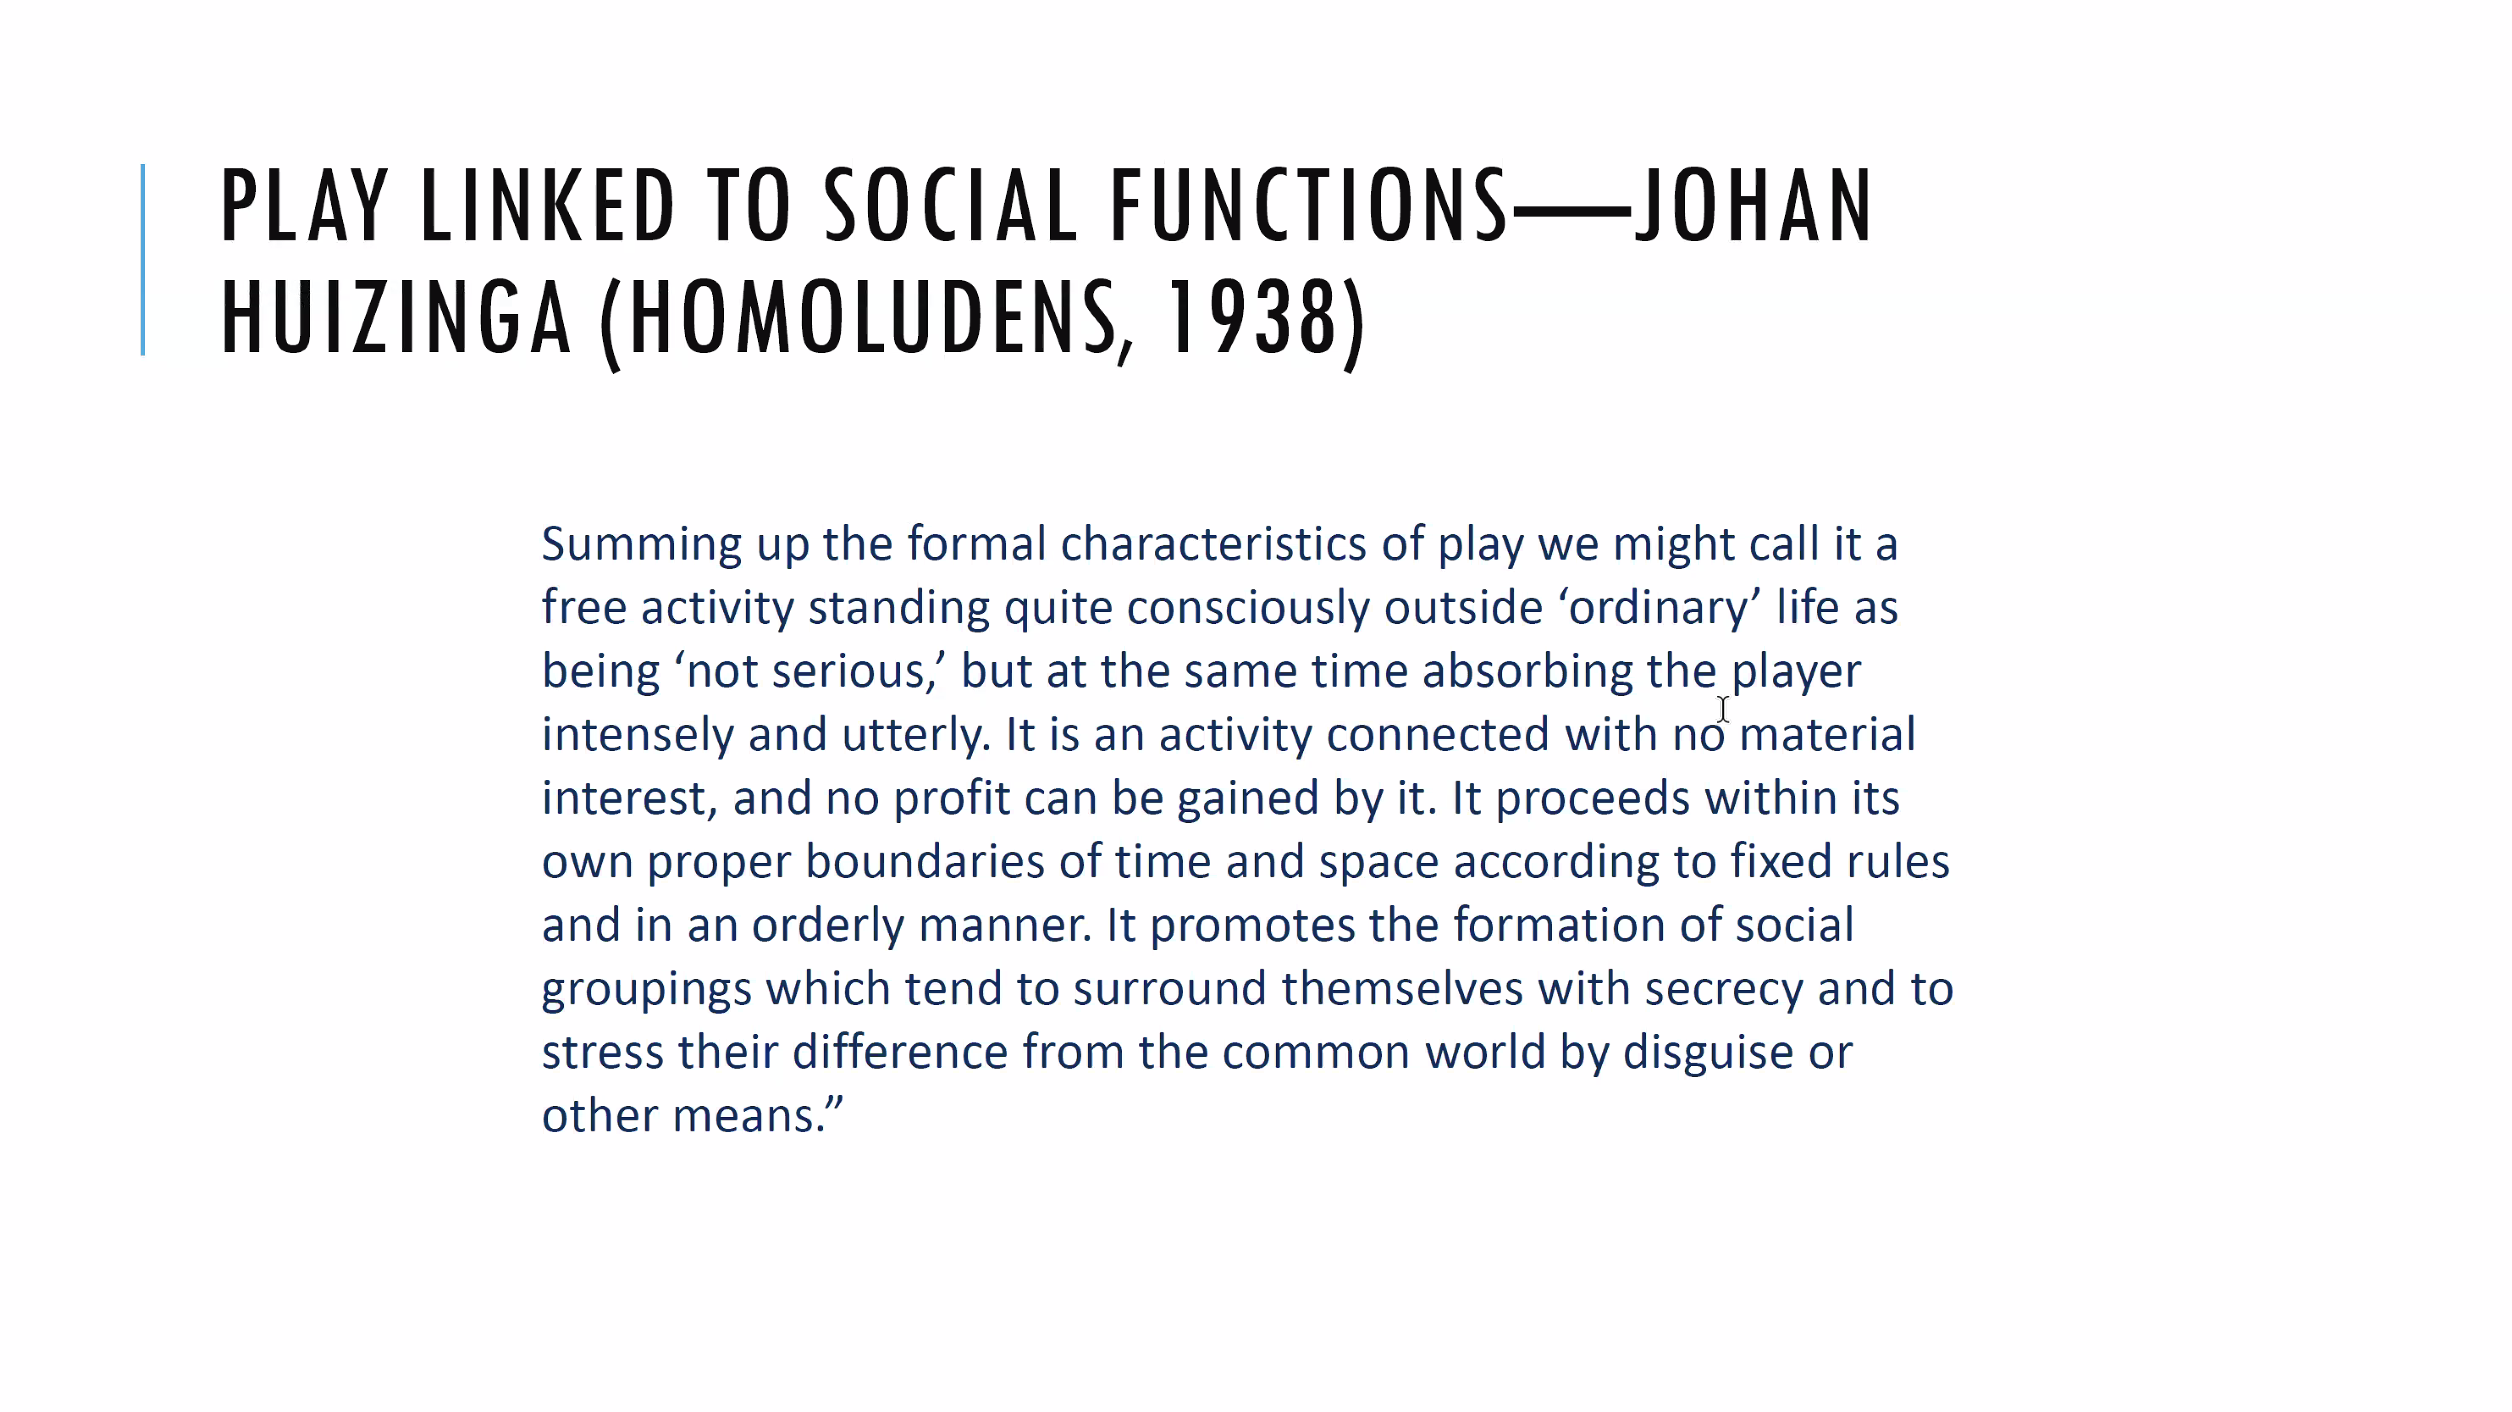 PLAY LINKED TO SOCIAL FUNCTIONS—JOHAN
HUIZINGA (HOMOLUDENS, 1938)
Summing up the formal characteristics of play we might call it a
free activity standing quite consciously outside ‘ordinary’ life as
being ‘not serious,’ but at the same time absorbing the player
intensely and utterly. It is an activity connected with no material
interest, and no profit can be gained by it. It proceeds within its
own proper boundaries of time and space according to fixed rules
and in an orderly manner. It promotes the formation of social
groupings which tend to surround themselves with secrecy and to
stress their difference from the common world by disguise or
other means.”